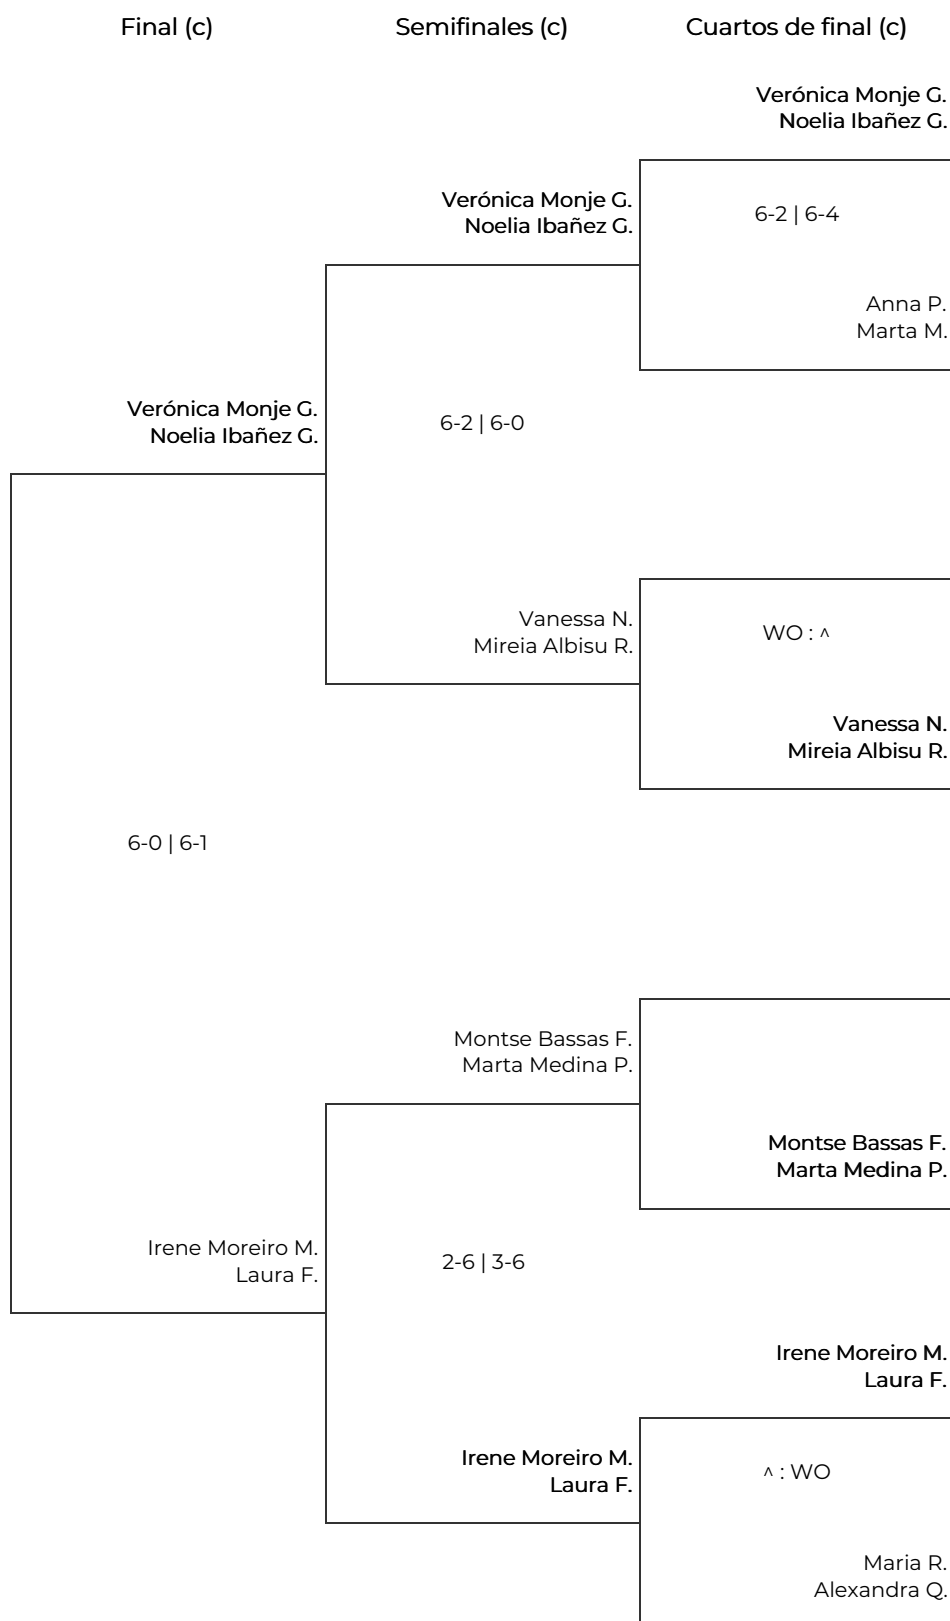 Final (c)
Semifinales (c)
Cuartos de final (c)
Verónica Monje G.
Noelia Ibañez G.
Verónica Monje G.
Noelia Ibañez G.
6-2 | 6-4
Anna P.
Marta M.
Verónica Monje G.
Noelia Ibañez G.
6-2 | 6-0
Vanessa N.
Mireia Albisu R.
WO : ^
Vanessa N.
Mireia Albisu R.
6-0 | 6-1
Montse Bassas F.
Marta Medina P.
Montse Bassas F.
Marta Medina P.
Irene Moreiro M.
Laura F.
2-6 | 3-6
Irene Moreiro M.
Laura F.
Irene Moreiro M.
Laura F.
^ : WO
Maria R.
Alexandra Q.